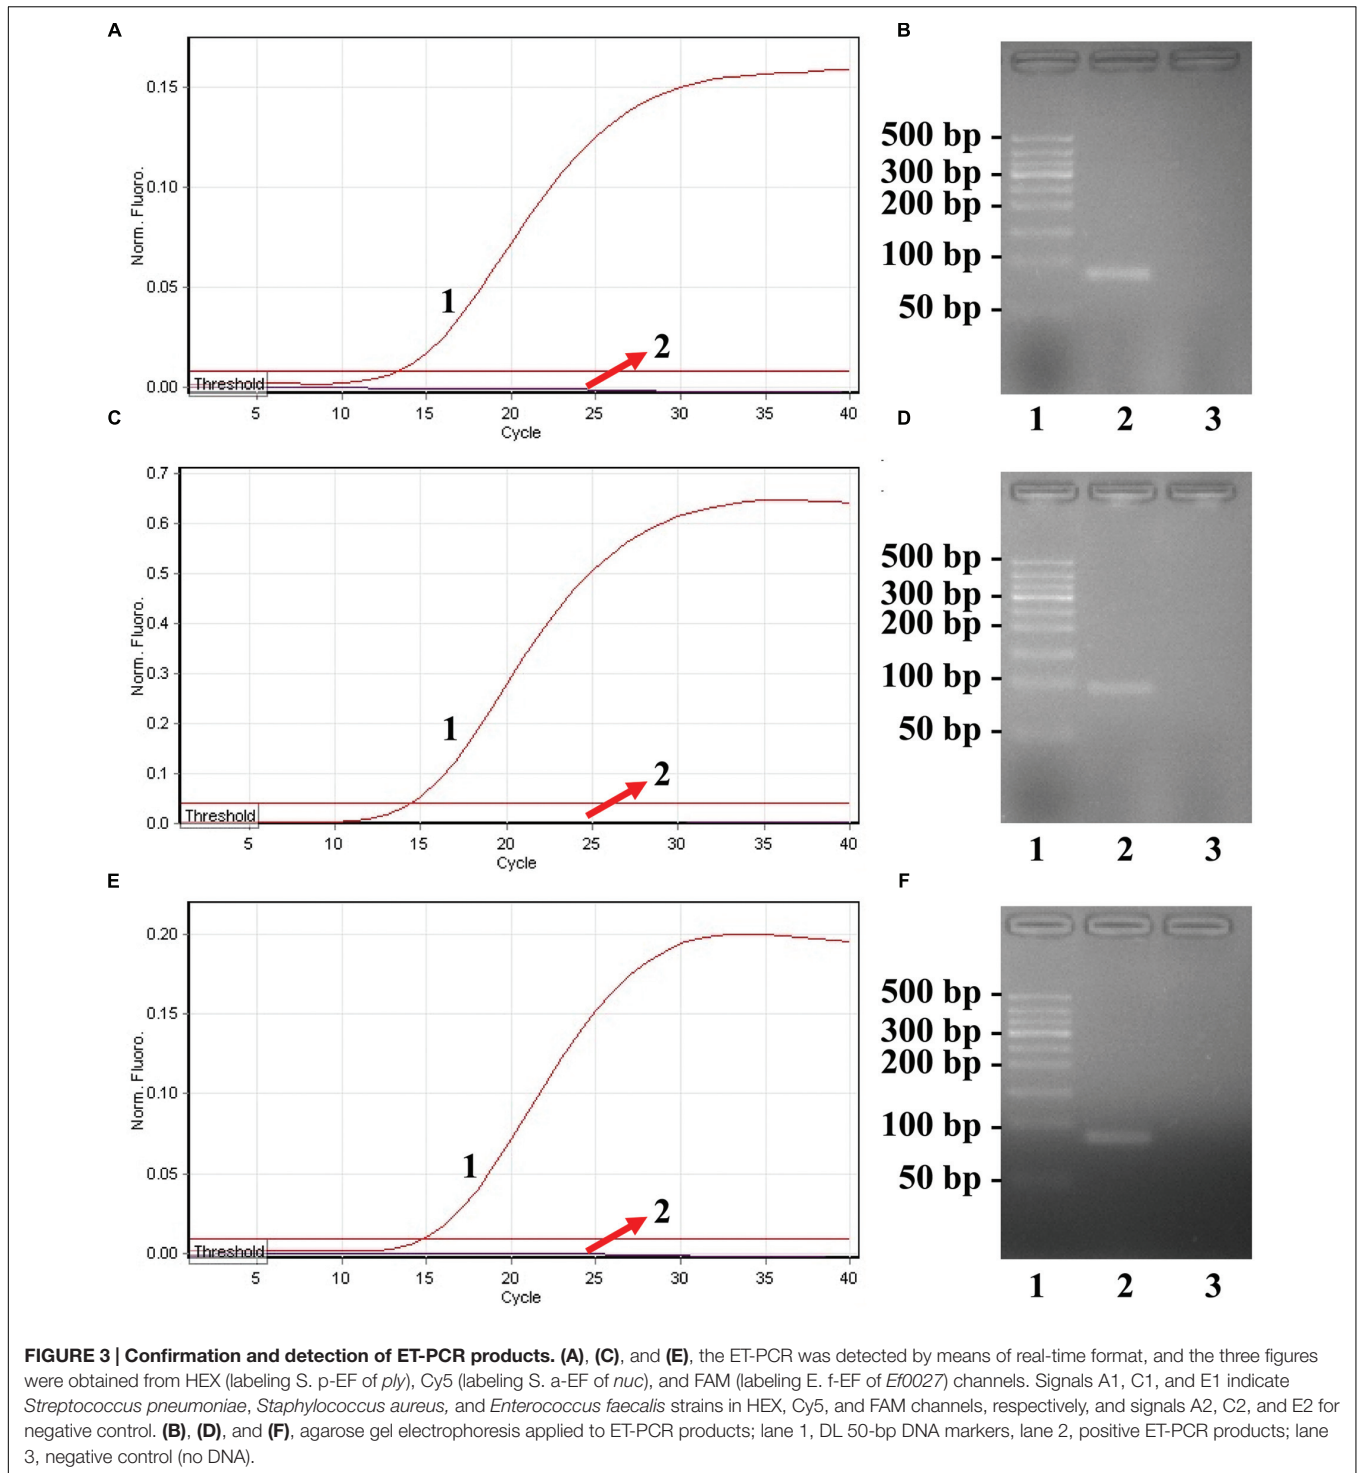 A
0.15
0.10
0.05
0.00
Norm. Fluoro.
1
2
Threshold
5 10 15 20 25 30 35 40
Cycle
B
500 bp
300 bp
200 bp
100 bp
50 bp
1 2 3
C
0.7
0.6
0.5
0.4
0.3
0.2
0.1
0.0
Norm. Fluoro.
1
2
Threshold
5 10 15 20 25 30 35 40
Cycle
D
500 bp
300 bp
200 bp
100 bp
50 bp
1 2 3
E
0.20
0.15
0.10
0.05
0.00
Norm. Fluoro.
1
2
Threshold
5 10 15 20 25 30 35 40
Cycle
F
500 bp
300 bp
200 bp
100 bp
50 bp
1 2 3
FIGURE 3 | Confirmation and detection of ET-PCR products. (A), (C), and (E), the ET-PCR was detected by means of real-time format, and the three figures
were obtained from HEX (labeling S. p-EF of ply), Cy5 (labeling S. a-EF of nuc), and FAM (labeling E. f-EF of Ef0027) channels. Signals A1, C1, and E1 indicate
Streptococcus pneumoniae, Staphylococcus aureus, and Enterococcus faecalis strains in HEX, Cy5, and FAM channels, respectively, and signals A2, C2, and E2 for
negative control. (B), (D), and (F), agarose gel electrophoresis applied to ET-PCR products; lane 1, DL 50-bp DNA markers, lane 2, positive ET-PCR products; lane
3, negative control (no DNA).